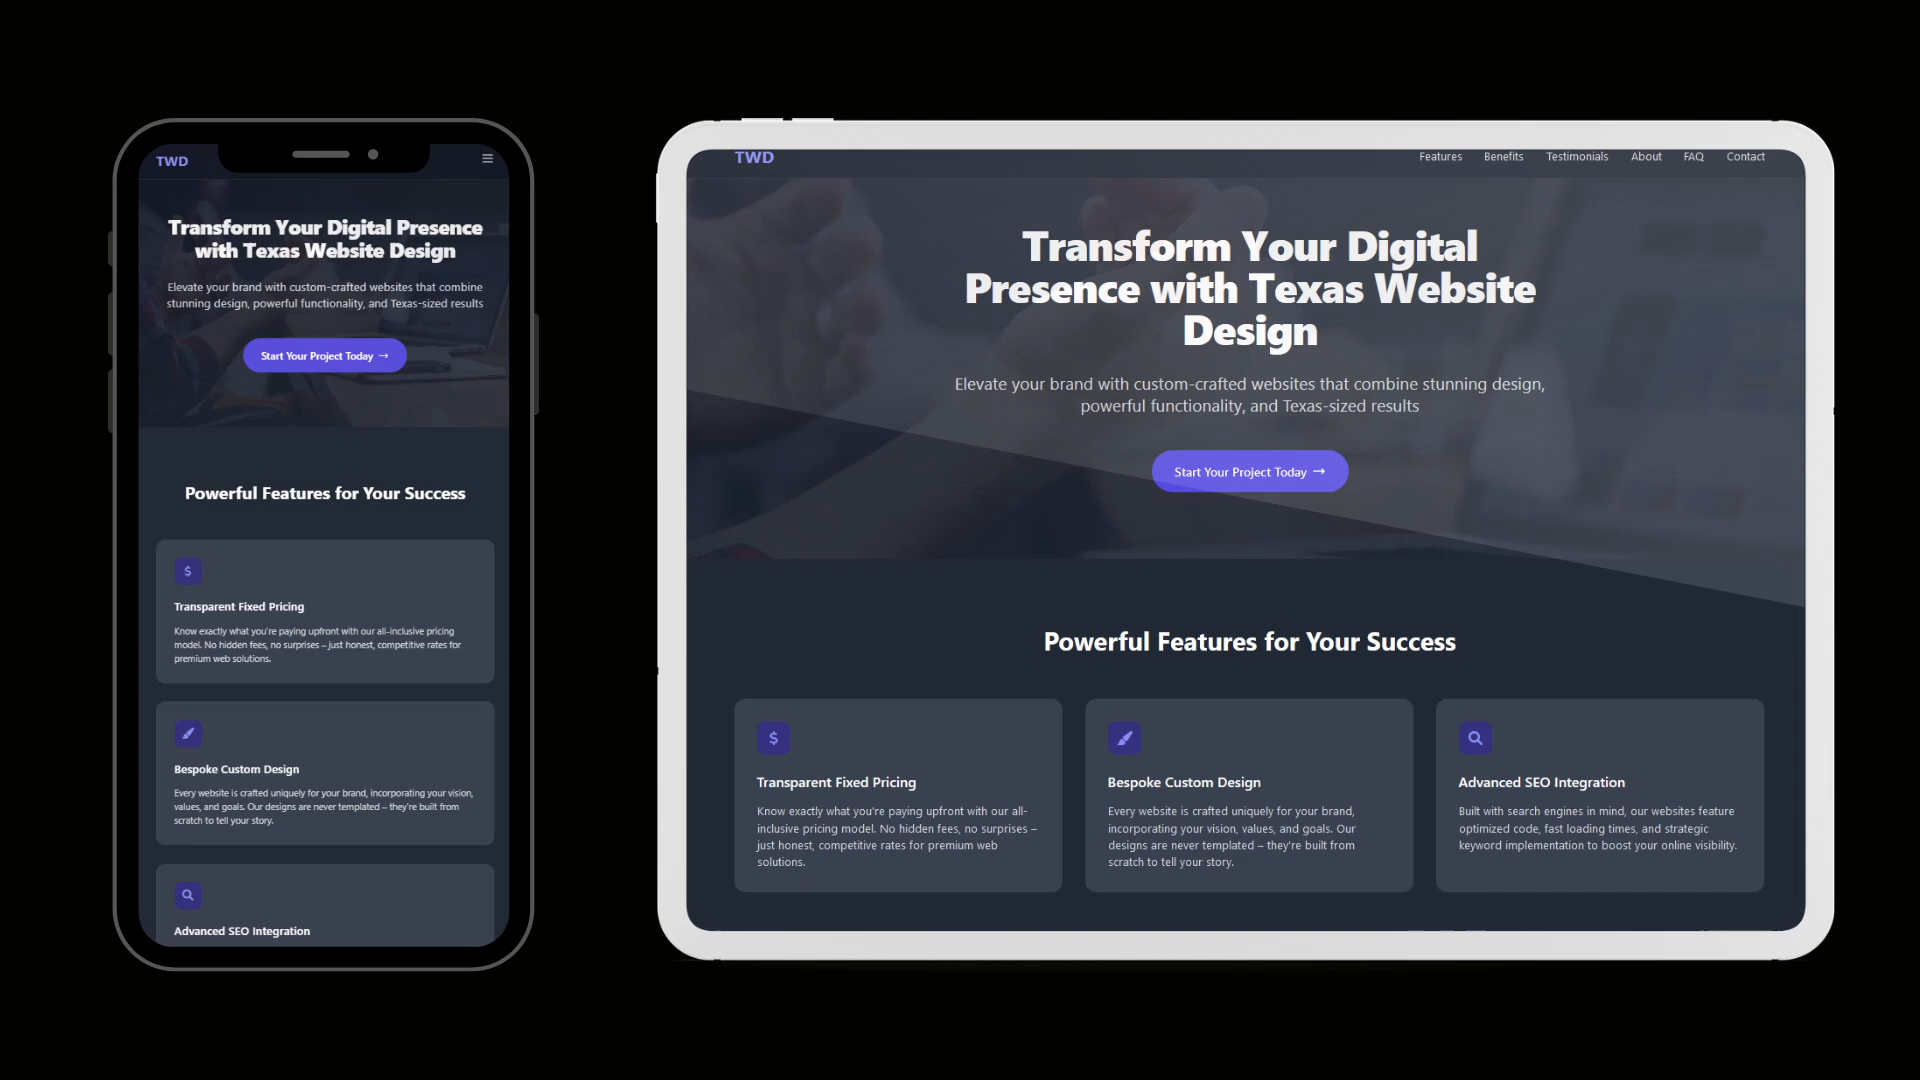 TWD
Transform Your Digital Presence
with Texas Website Design
Elevate your brand with custom-crafted websites that combine
stunning design, powerful functionality, and Texas-sized results
Start Your Project Today →
Powerful Features for Your Success
$
Transparent Fixed Pricing
Know exactly what you're paying upfront with our all-inclusive pricing
model. No hidden fees, no surprises – just honest, competitive rates for
premium web solutions.
Bespoke Custom Design
Every website is crafted uniquely for your brand, incorporating your vision,
values, and goals. Our designs are never templated – they're built from
scratch to tell your story.
Advanced SEO Integration
TWD
Features Benefits Testimonials About FAQ Contact
Transform Your Digital
Presence with Texas Website
Design
Elevate your brand with custom-crafted websites that combine stunning design,
powerful functionality, and Texas-sized results
Start Your Project Today →
Powerful Features for Your Success
$
Transparent Fixed Pricing
Know exactly what you're paying upfront with our all-
inclusive pricing model. No hidden fees, no surprises –
just honest, competitive rates for premium web
solutions.
Bespoke Custom Design
Every website is crafted uniquely for your brand,
incorporating your vision, values, and goals. Our
designs are never templated – they're built from
scratch to tell your story.
Advanced SEO Integration
Built with search engines in mind, our websites feature
optimized code, fast loading times, and strategic
keyword implementation to boost your online visibility.